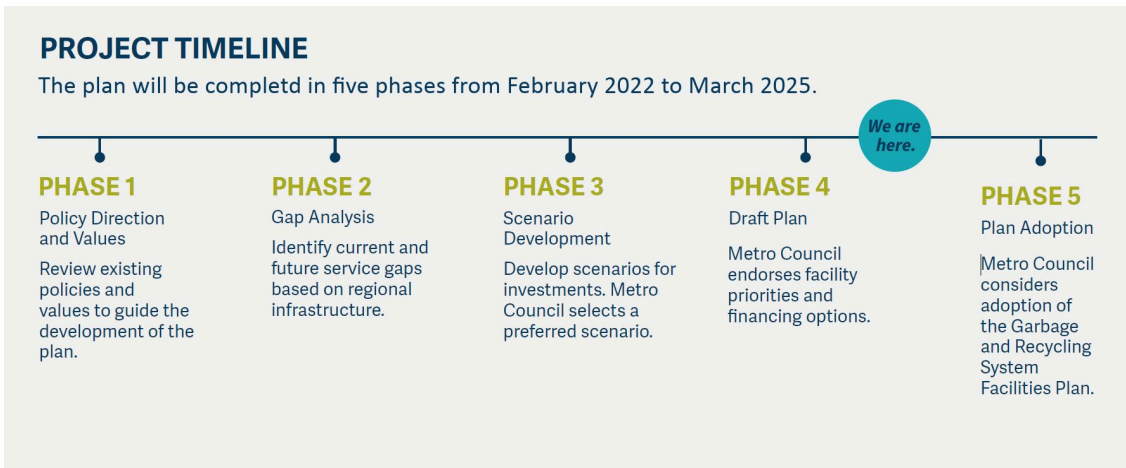 PROJECT TIMELINE
The plan will be completd in five phases from February 2022 to March 2025.
We are
here.
PHASE 1
Policy Direction
and Values
Review existing
policies and
values to guide the
development of the
plan.
PHASE 2
Gap Analysis
Identify current and
future service gaps
based on regional
infrastructure.
PHASE 3
Scenario
Development
Develop scenarios for
investments. Metro
Council selects a
preferred scenario.
PHASE 4
Draft Plan
Metro Council
endorses facility
priorities and
financing options.
PHASE 5
Plan Adoption
Metro Council
considers
adoption of
the Garbage
and Recycling
System
Facilities Plan.